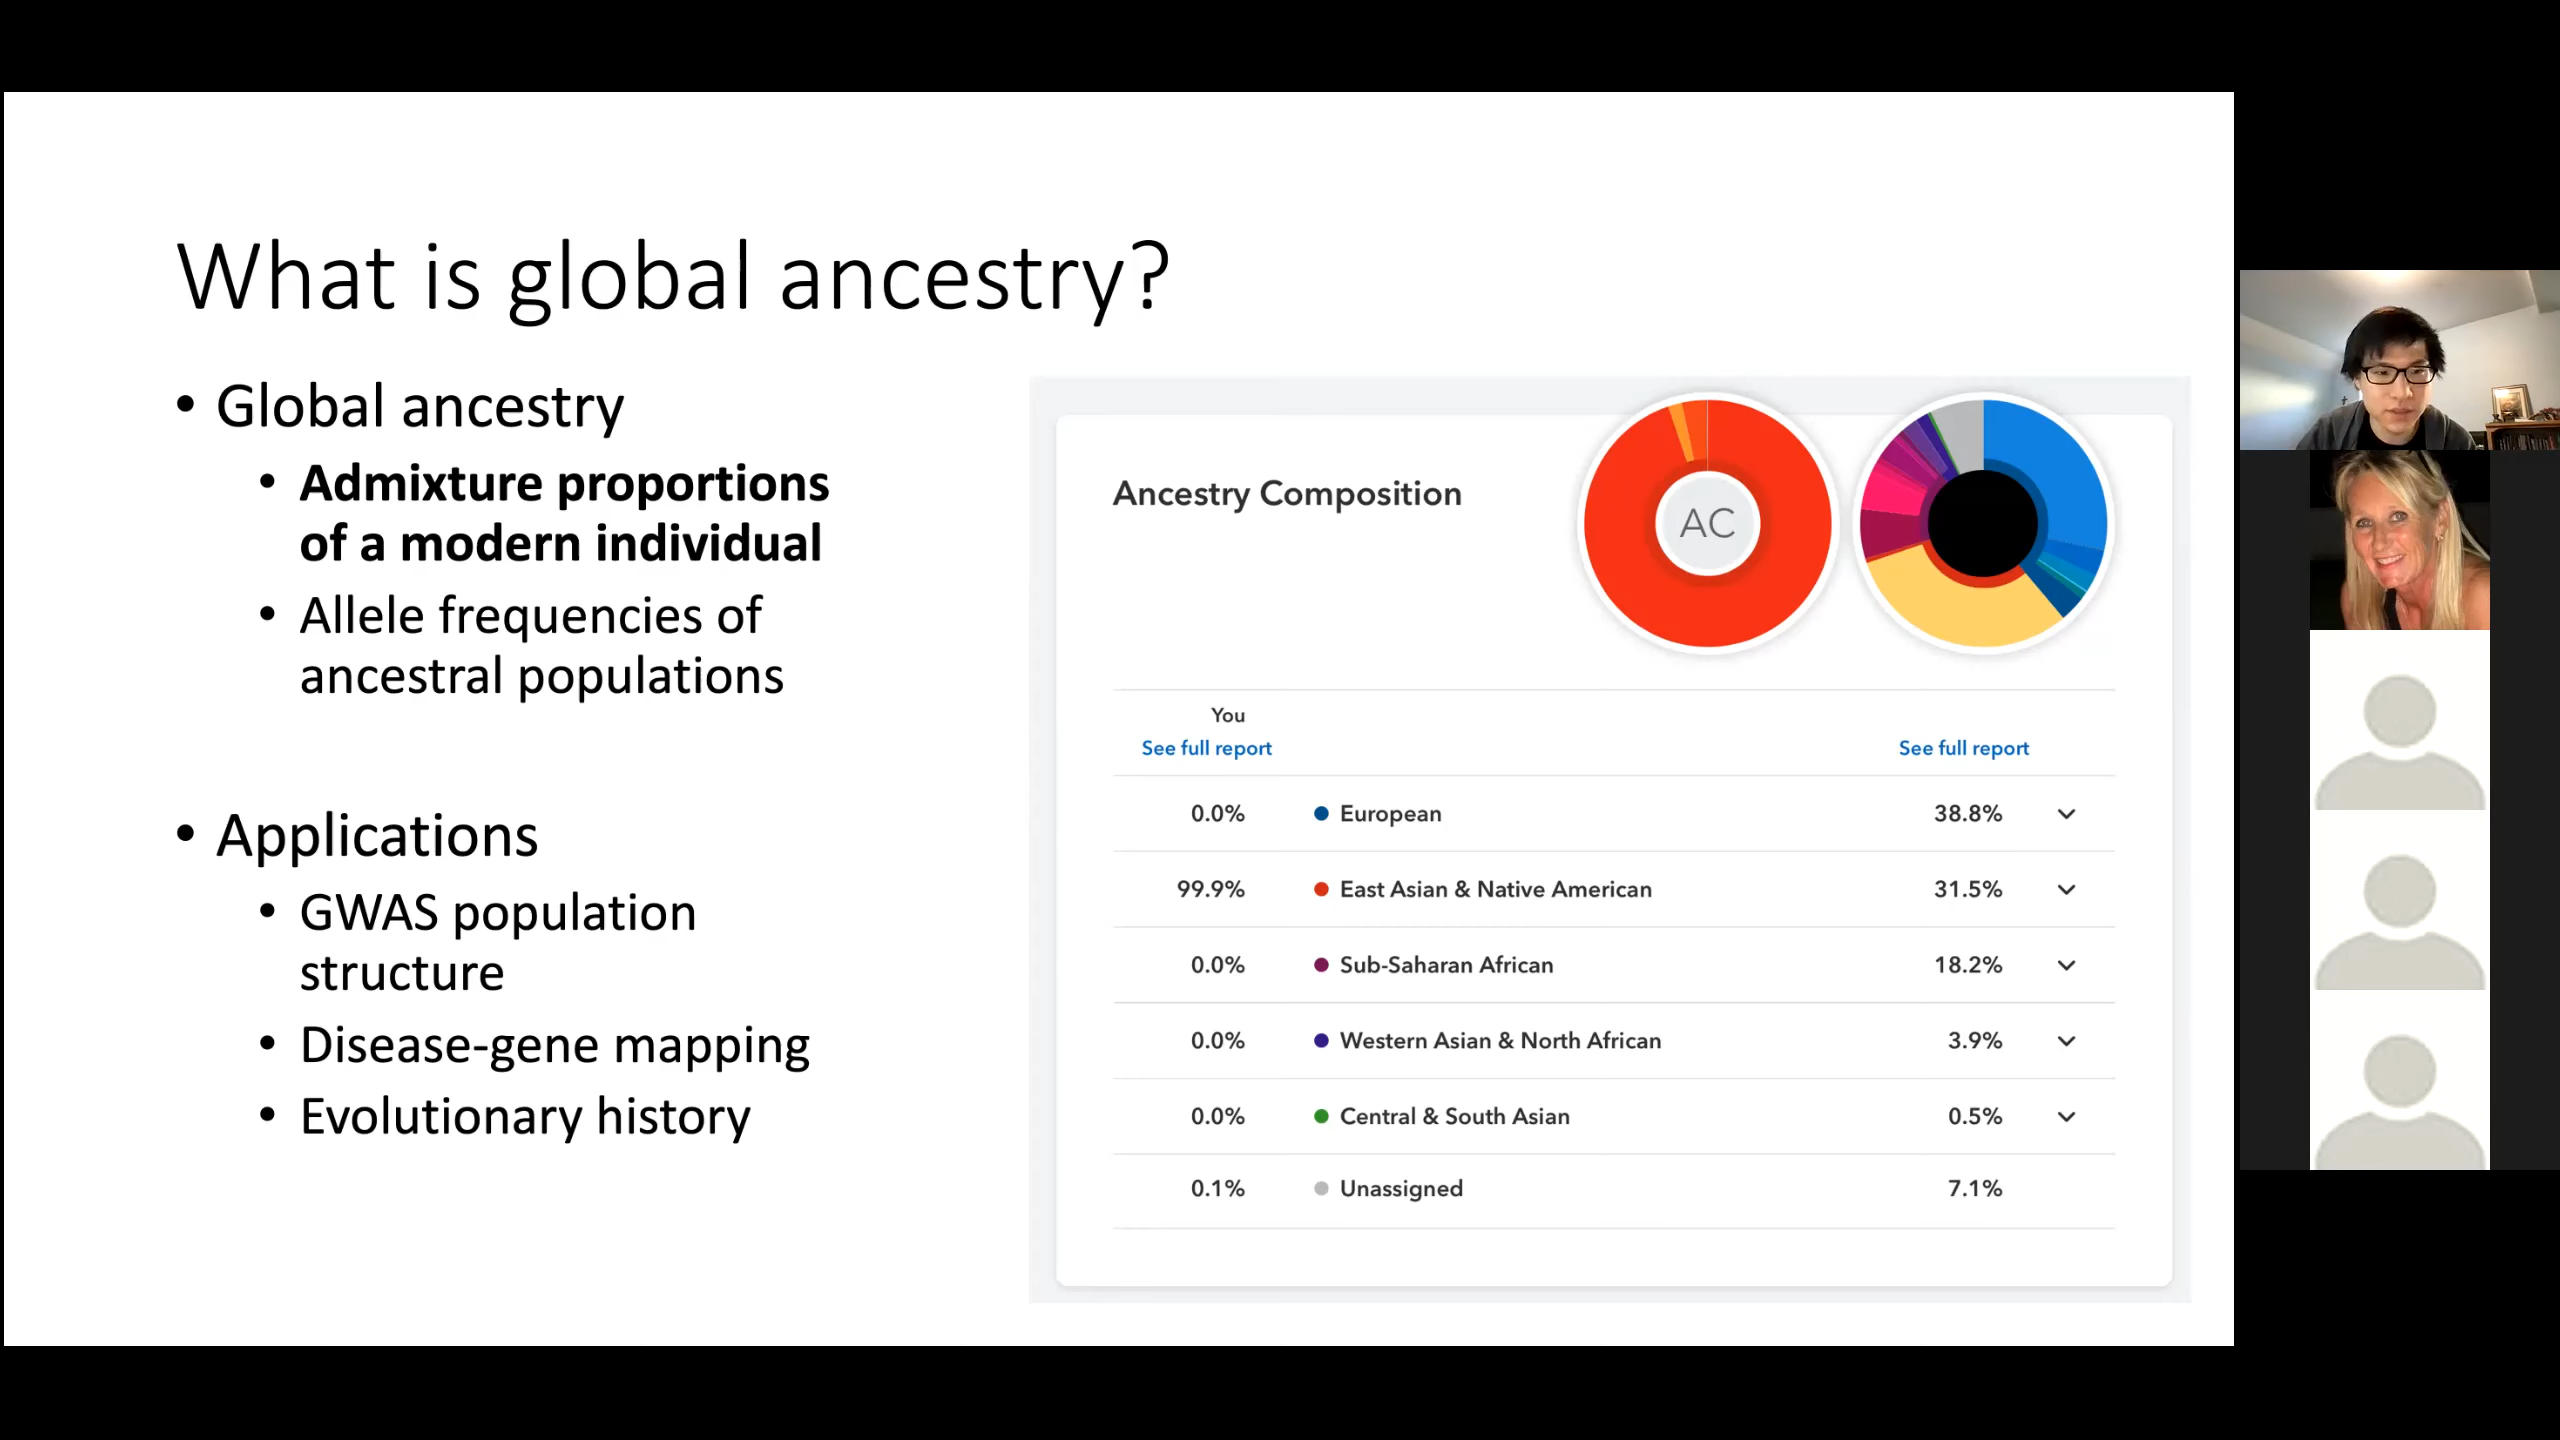 What is global ancestry?
• Global ancestry
• Admixture proportions
of a modern individual
• Allele frequencies of
ancestral populations
• Applications
• GWAS population
structure
• Disease-gene mapping
• Evolutionary history
Ancestry Composition
AC
You
See full report See full report
0.0% European 38.8%
99.9% East Asian & Native American 31.5%
0.0% Sub-Saharan African 18.2%
0.0% Western Asian & North African 3.9%
0.0% Central & South Asian 0.5%
0.1% Unassigned 7.1%